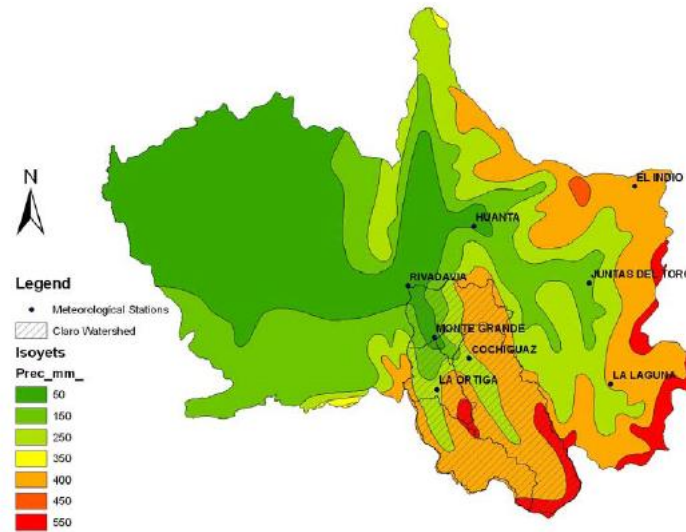 EL INDIO
HUANTA
N
JUNTAS DEL TORO
RIVADAVIA
Legend
Meteorological Stations
MONTE GRANDE
Claro Watershed
COCHIGUAZ
Isoyets
LA LAGUNA
LA ORTIGA
Prec_mm_
50
150
250
350
400
450
550